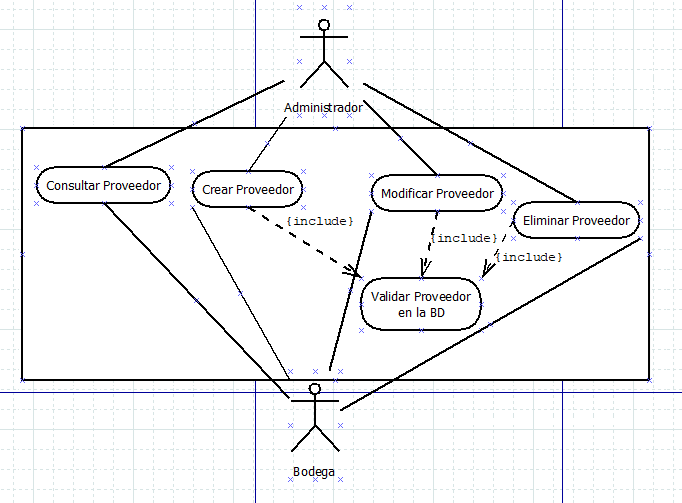 Administrador
Consultar Proveedor
Crear Proveedor
Modificar Proveedor
Eliminar Proveedor
{include}
{include}
{include}
Validar Proveedor
en la BD
Bodega